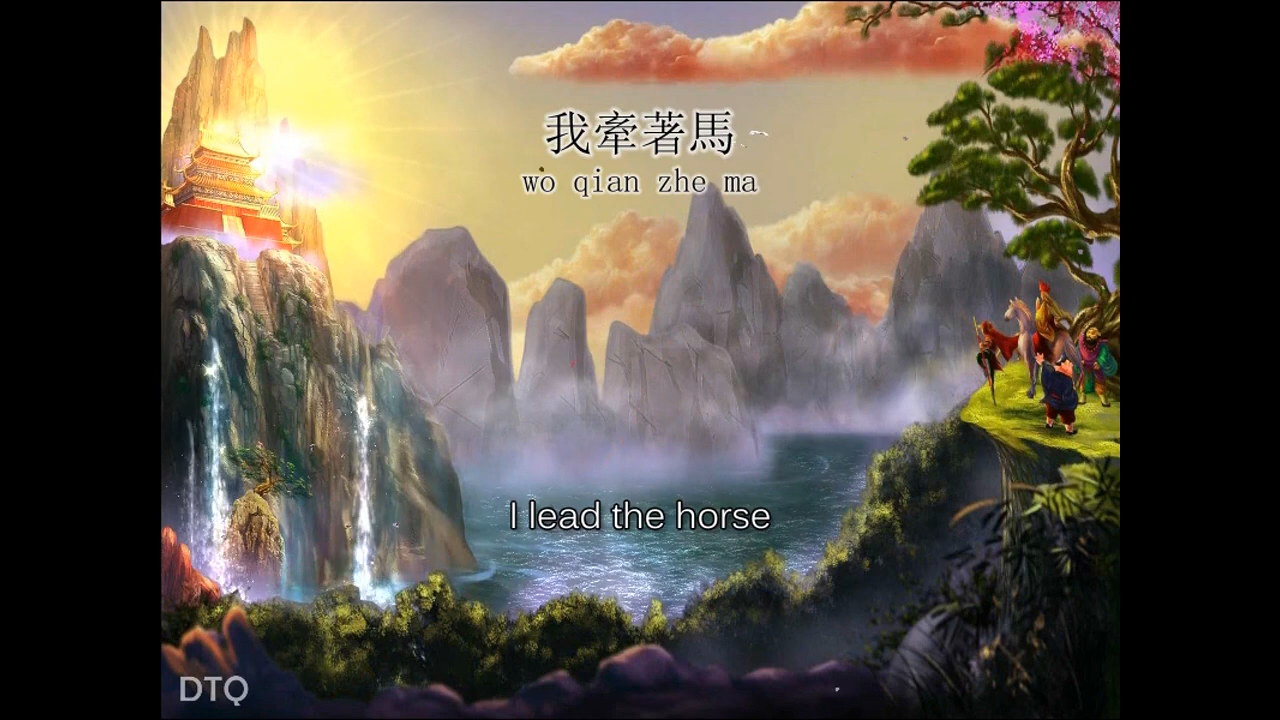 我牽著馬
wo qian zhe ma
I lead the horse
DTQ